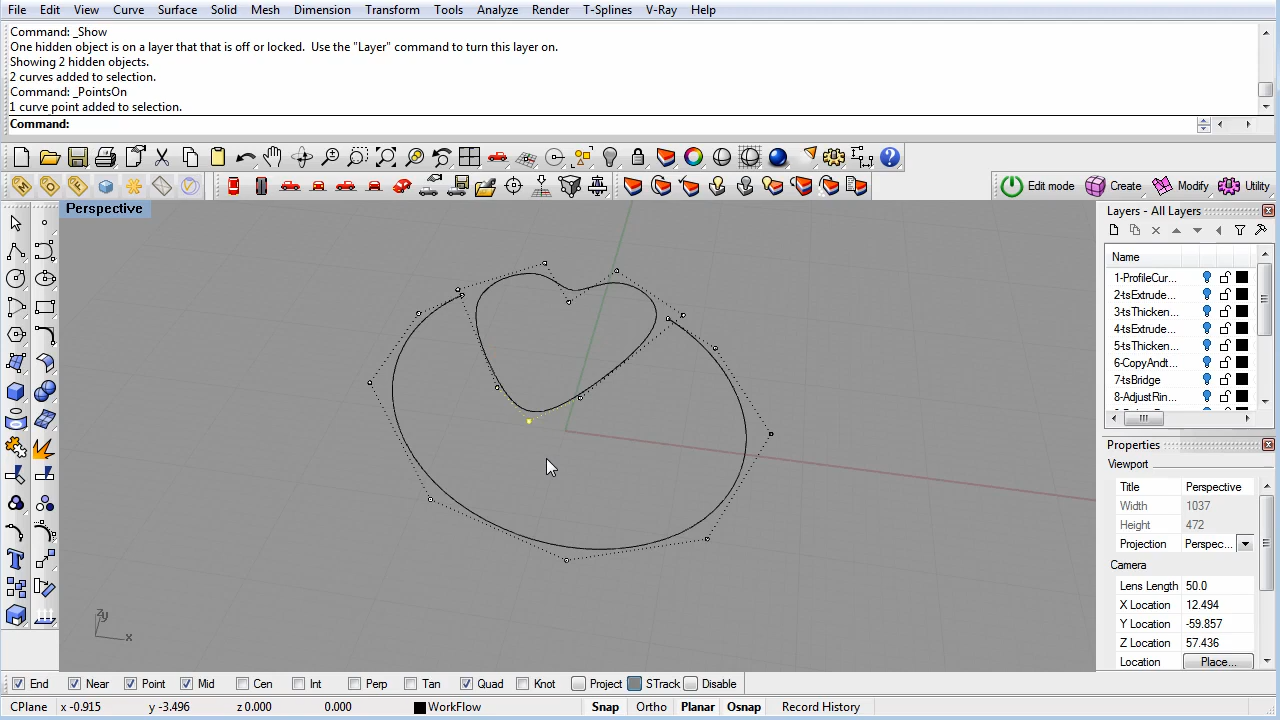 File Edit View Curve Surface Solid Mesh Dimension Transform Tools Analyze Render T-Splines V-Ray Help
Command: _Show
One hidden object is on a layer that that is off or locked. Use the "Layer" command to turn this layer on.
Showing 2 hidden objects.
2 curves added to selection.
Command: _PointsOn
1 curve point added to selection.
Command:
Edit mode Create Modify Utility
Perspective
Layers - All Layers
Name
1-ProfileCur...
2-tsExtrude...
3-tsThicken...
4-tsExtrude...
5-tsThicken...
6-CopyAndt...
7-tsBridge
8-AdjustRin...
Properties
Viewport
Title Perspective
Width 1037
Height 472
Projection Perspec...
Camera
Lens Length 50.0
X Location 12.494
Y Location -59.857
Z Location 57.436
Location Place...
z y
x
End Near Point Mid Cen Int Perp Tan Quad Knot Project STrack Disable
CPlane x -0.915 y -3.496 z 0.000 0.000 WorkFlow Snap Ortho Planar Osnap Record History